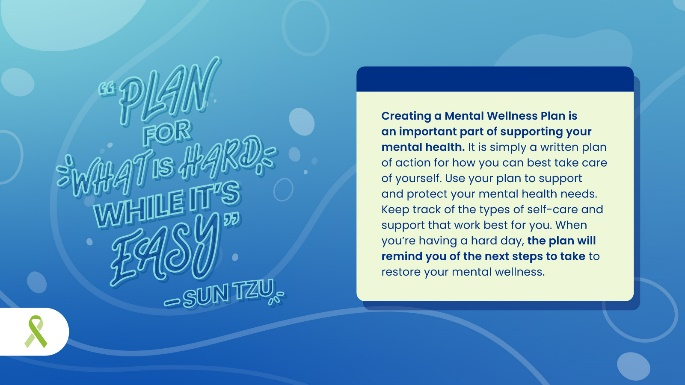 “PLAN
FOR
WHAT IS HARD
WHILE IT'S
EASY”
– SUN TZU
Creating a Mental Wellness Plan is
an important part of supporting your
mental health. It is simply a written plan
of action for how you can best take care
of yourself. Use your plan to support
and protect your mental health needs.
Keep track of the types of self-care and
support that work best for you. When
you’re having a hard day, the plan will
remind you of the next steps to take to
restore your mental wellness.